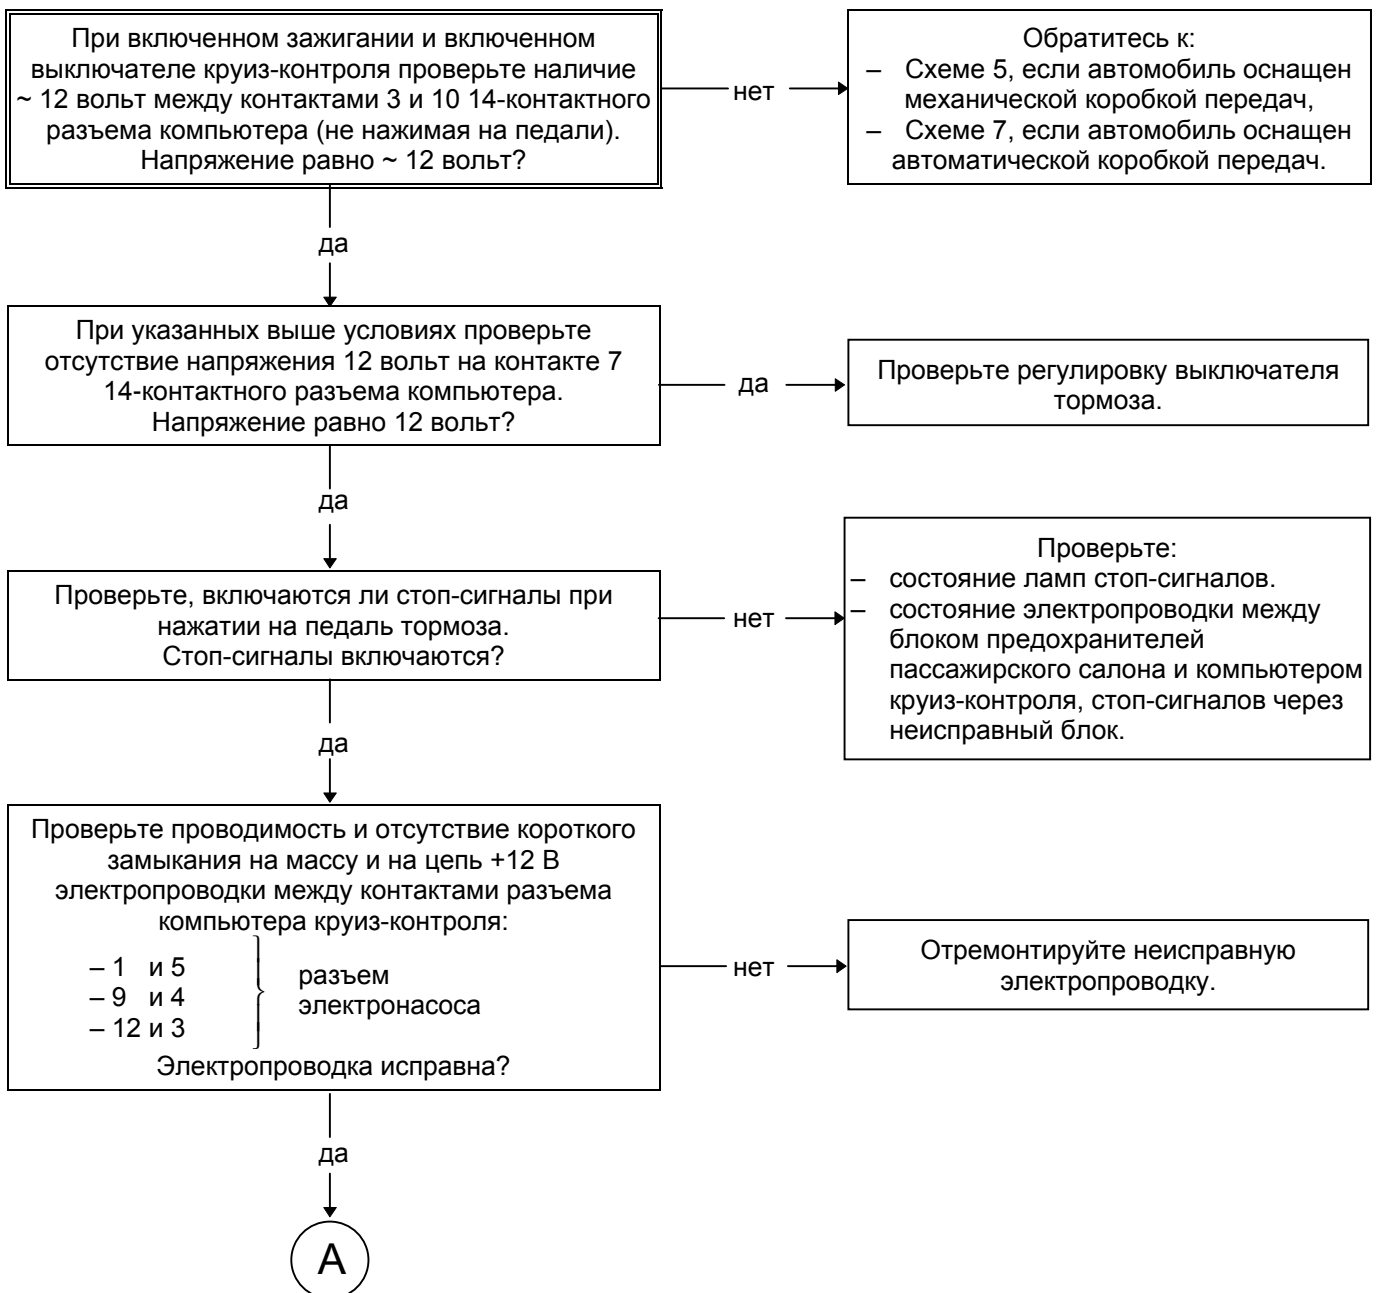 При включенном зажигании и включенном
выключателе круиз-контроля проверьте наличие
~ 12 вольт между контактами 3 и 10 14-контактного
разъема компьютера (не нажимая на педали).
Напряжение равно ~ 12 вольт?
нет
Обратитесь к:
– Схеме 5, если автомобиль оснащен
механической коробкой передач,
– Схеме 7, если автомобиль оснащен
автоматической коробкой передач.
да
При указанных выше условиях проверьте
отсутствие напряжения 12 вольт на контакте 7
14-контактного разъема компьютера.
Напряжение равно 12 вольт?
да
Проверьте регулировку выключателя
тормоза.
да
Проверьте, включаются ли стоп-сигналы при
нажатии на педаль тормоза.
Стоп-сигналы включаются?
нет
Проверьте:
– состояние ламп стоп-сигналов.
– состояние электропроводки между
блоком предохранителей
пассажирского салона и компьютером
круиз-контроля, стоп-сигналов через
неисправный блок.
да
Проверьте проводимость и отсутствие короткого
замыкания на массу и на цепь +12 В
электропроводки между контактами разъема
компьютера круиз-контроля:
– 1 и 5
– 9 и 4
– 12 и 3
разъем
электронасоса
Электропроводка исправна?
нет
Отремонтируйте неисправную
электропроводку.
да
А